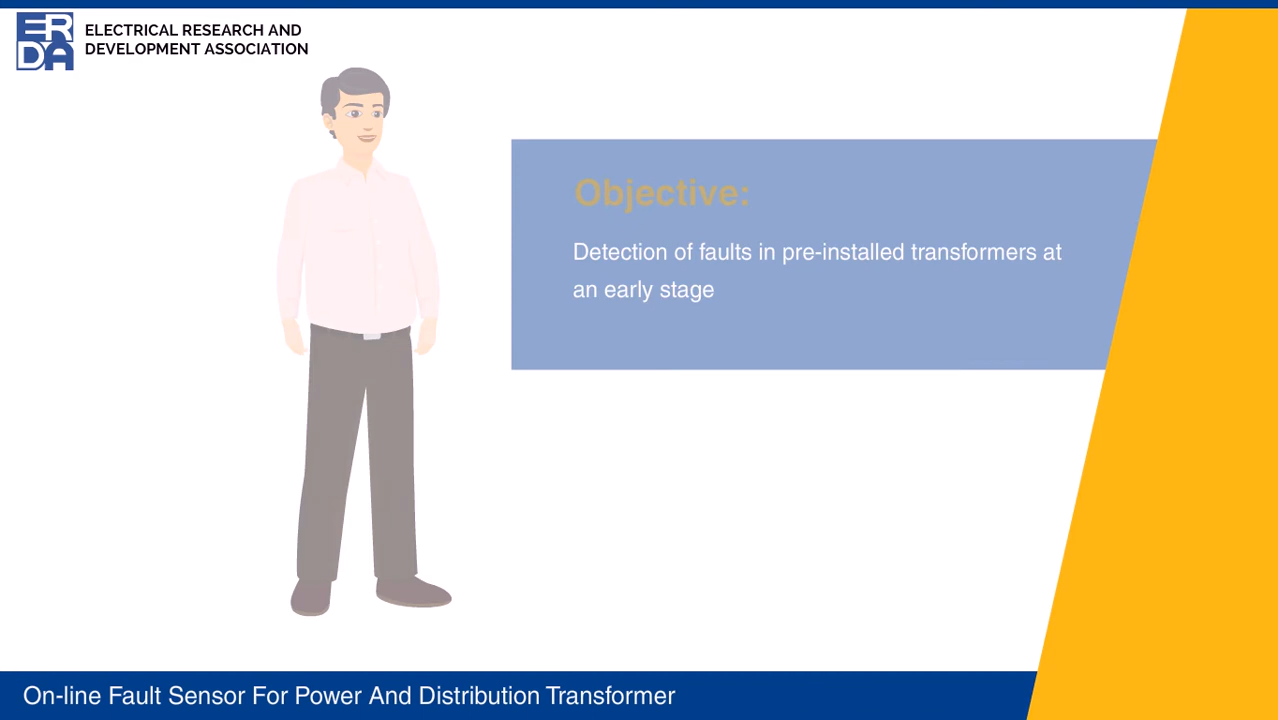 ERDA
ELECTRICAL RESEARCH AND
DEVELOPMENT ASSOCIATION
Objective:
Detection of faults in pre-installed transformers at
an early stage
On-line Fault Sensor For Power And Distribution Transformer